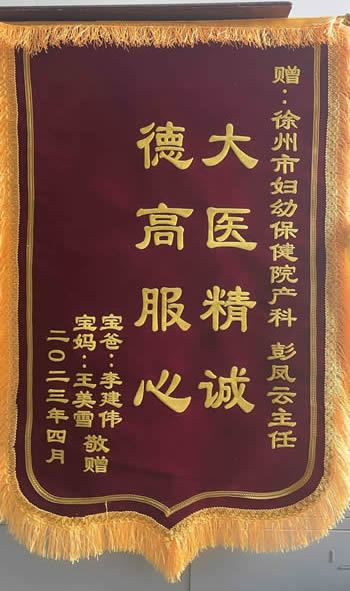 赠：徐州市妇幼保健院产科 彭凤云主任
大医精诚
德高服心
宝爸：李建伟
宝妈：王美雪 敬赠
二〇二三年四月